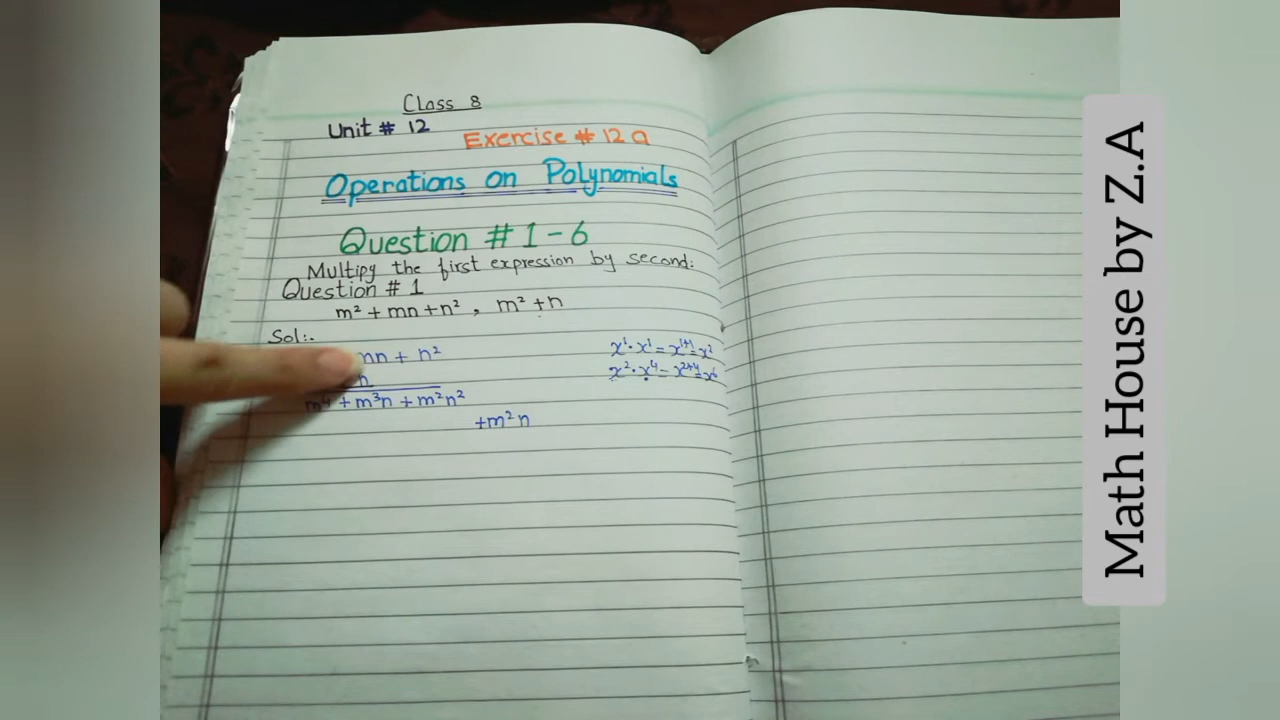 Class 8
Unit # 12
Exercise # 12 a
Operations on Polynomials
Question # 1 - 6
Multipy the first expression by second:
Question # 1
m² + mn + n² , m² + n
Sol:-
mn + n²
x¹ · x¹ = x¹⁺¹ = x²
n
x² · x⁴ = x²⁺⁴ = x⁶
m⁴ + m³n + m²n²
+ m²n
Math House by Z.A